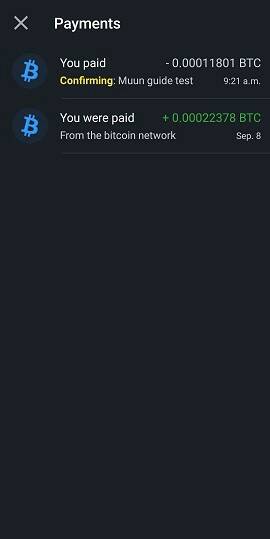 Payments
You paid - 0.00011801 BTC
Confirming: Muun guide test 9:21 a.m.
You were paid + 0.00022378 BTC
From the bitcoin network Sep. 8